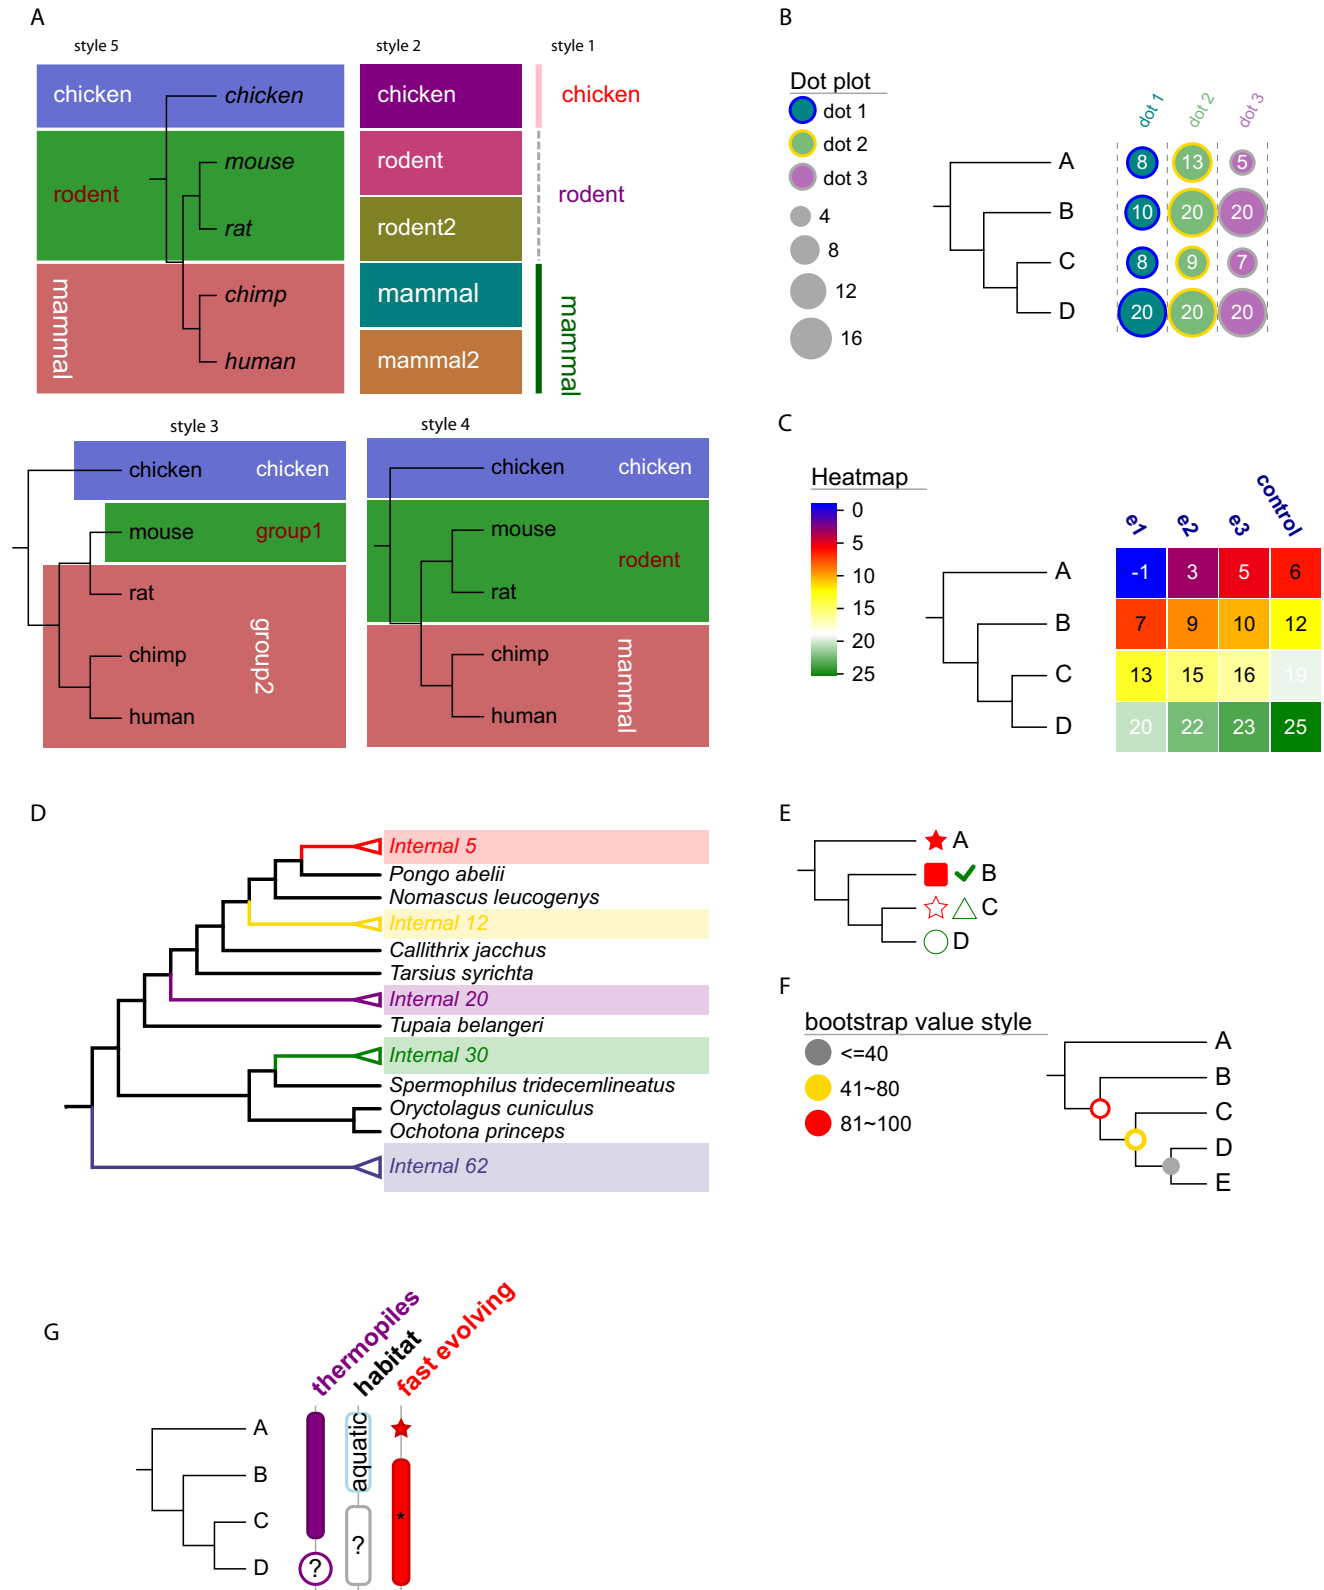 A
style 5
style 2
style 1
chicken
chicken
mouse
rodent
rat
mammal
chimp
human
chicken
rodent
rodent2
mammal
mammal2
chicken
rodent
mammal
style 3
chicken
chicken
mouse
group1
rat
chimp
group2
human
style 4
chicken
chicken
mouse
rodent
rat
chimp
mammal
human
B
Dot plot
dot 1
dot 2
dot 3
4
8
12
16
dot 1
dot 2
dot 3
A
8
13
5
B
10
20
20
C
8
9
7
D
20
20
20
C
Heatmap
0
5
10
15
20
25
e1
e2
e3
control
A
-1
3
5
6
B
7
9
10
12
C
13
15
16
19
D
20
22
23
25
D
Internal 5
Pongo abelii
Nomascus leucogenys
Internal 12
Callithrix jacchus
Tarsius syrichta
Internal 20
Tupaia belangeri
Internal 30
Spermophilus tridecemlineatus
Oryctolagus cuniculus
Ochotona princeps
Internal 62
E
A
B
C
D
F
bootstrap value style
<=40
41~80
81~100
A
B
C
D
E
G
thermopiles
habitat
fast evolving
A
B
C
D
?
aquatic
?
*